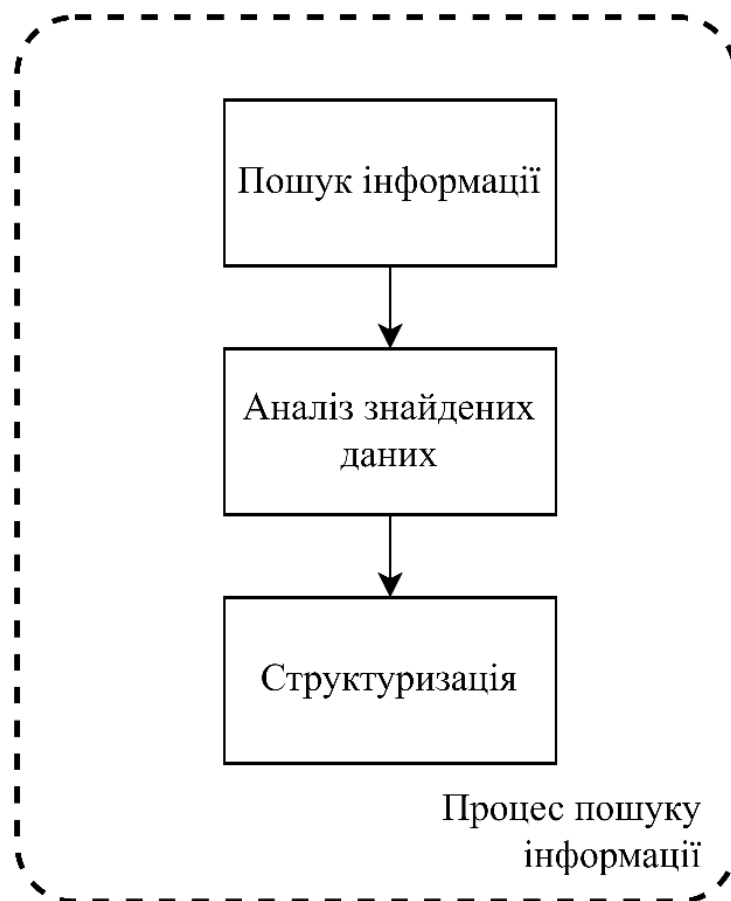 Пошук інформації
Аналіз знайдених
даних
Структуризація
Процес пошуку
інформації